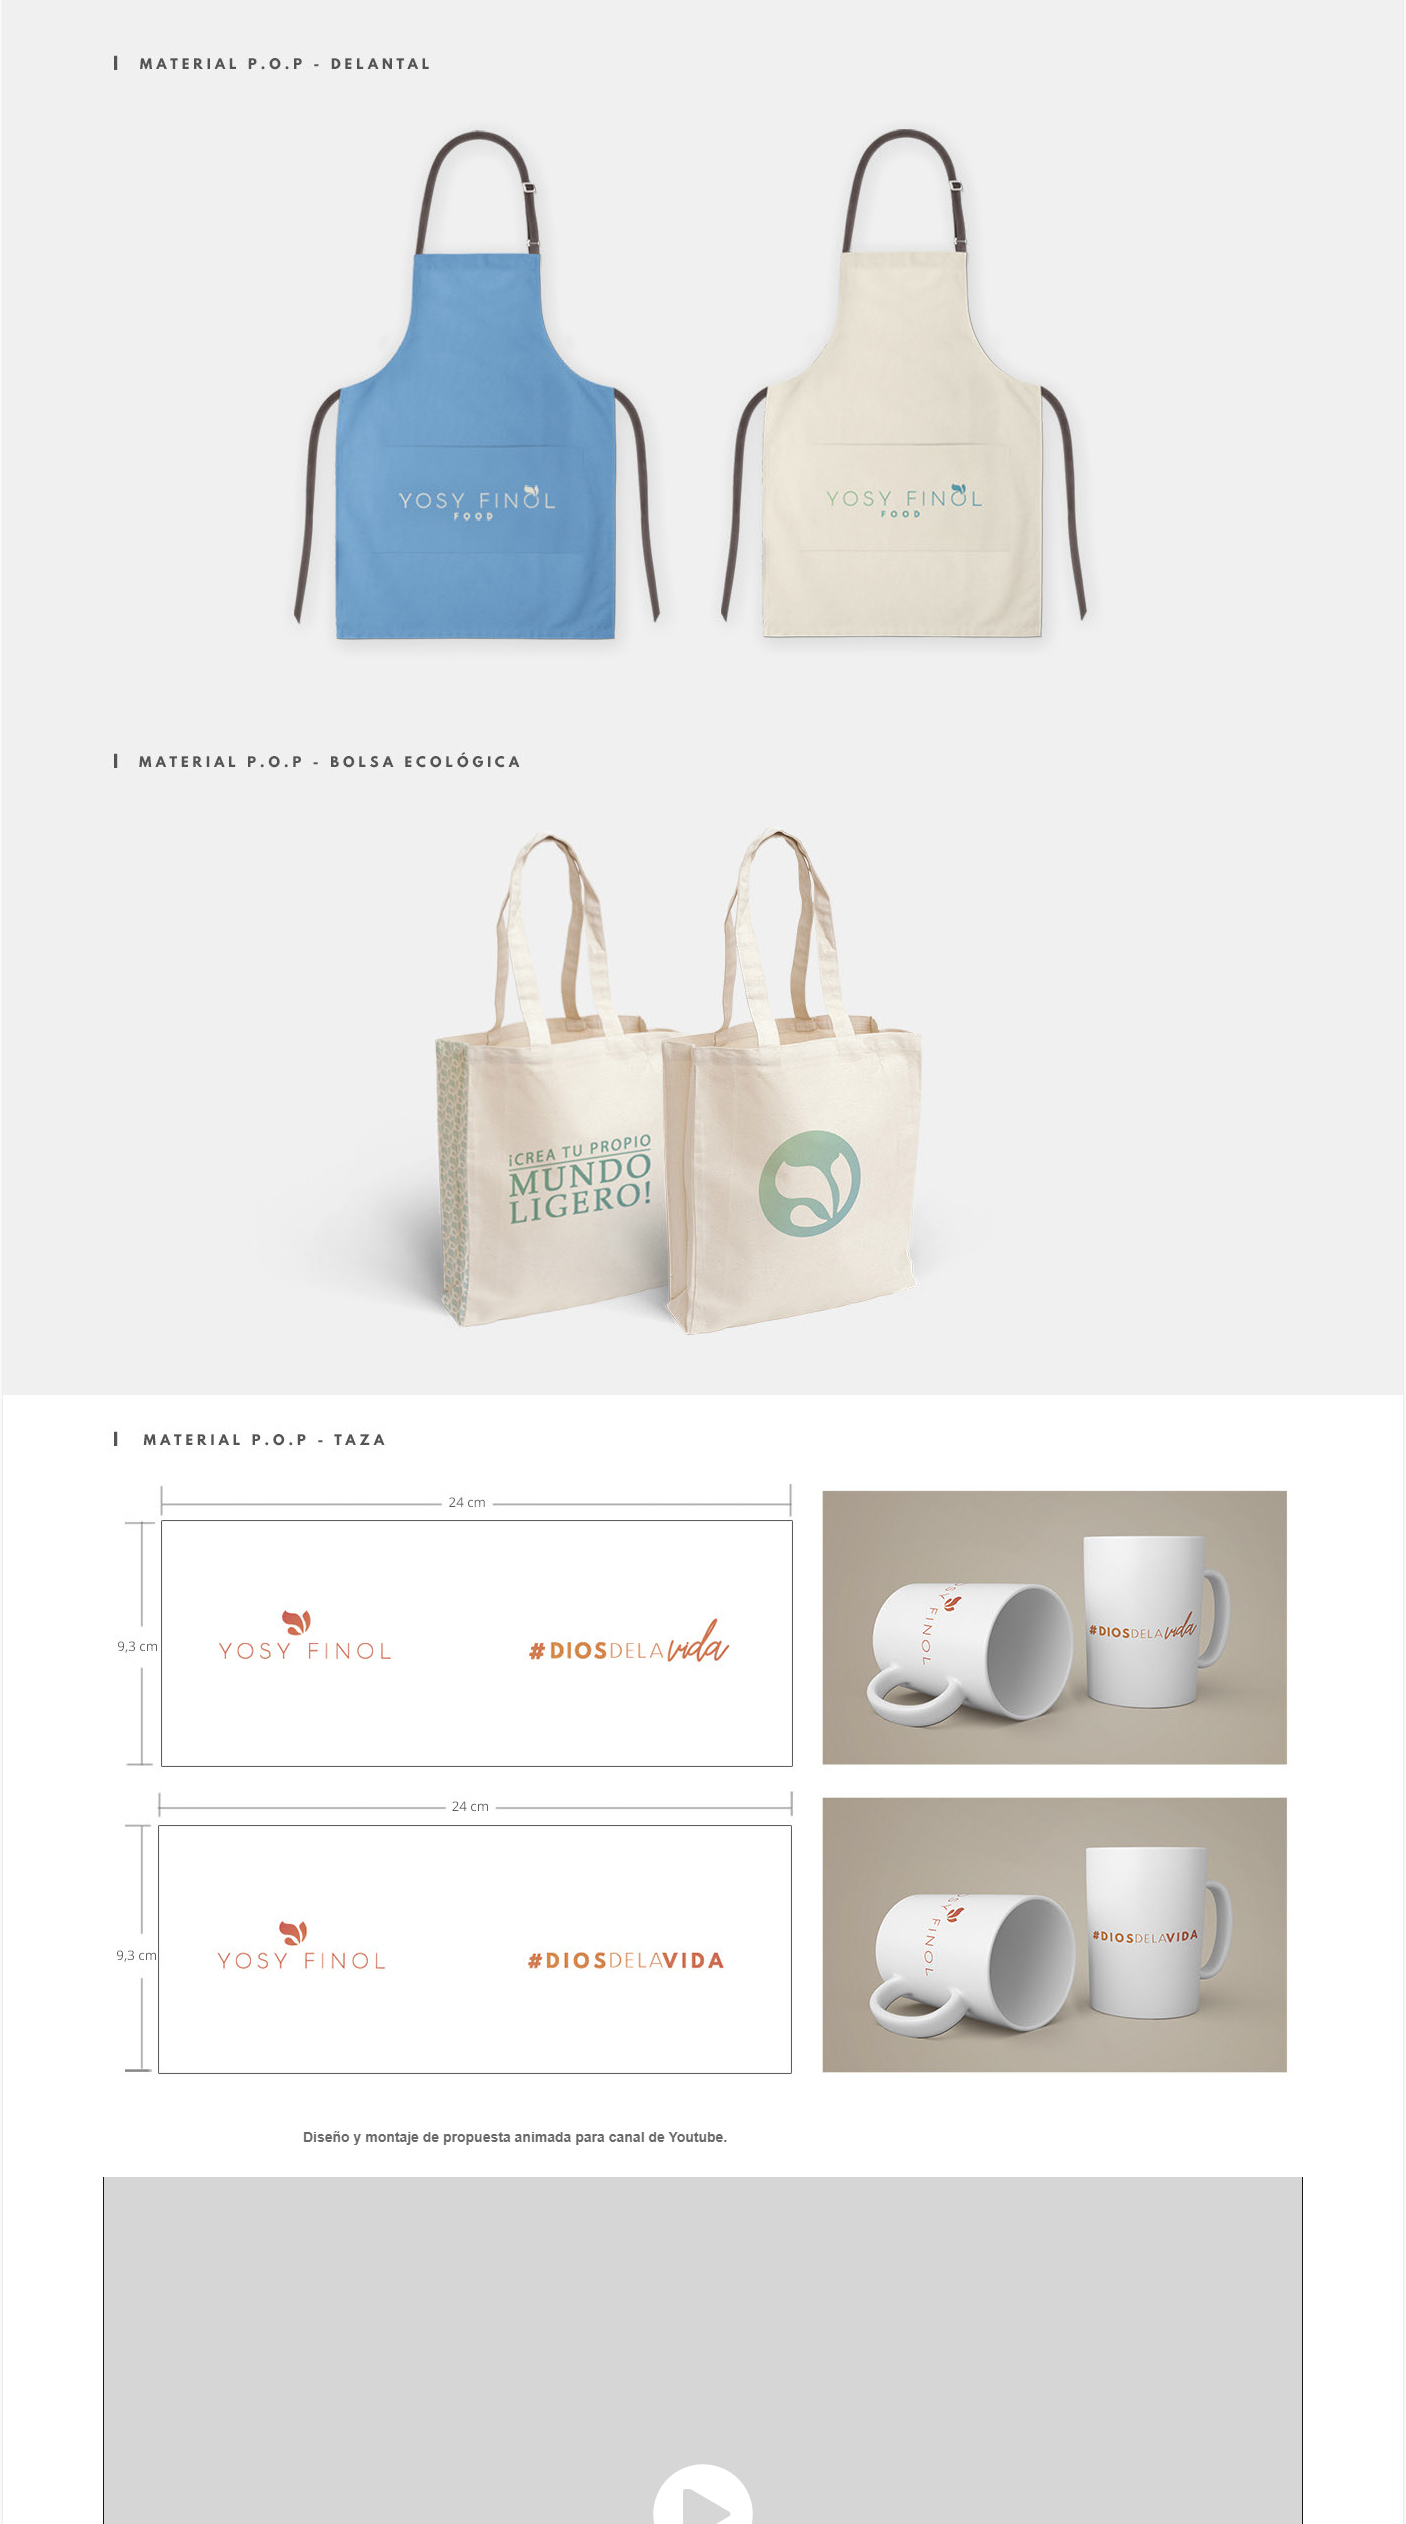 MATERIAL P.O.P - DELANTAL
YOSY FINOL
FOOD
YOSY FINOL
FOOD
MATERIAL P.O.P - BOLSA ECOLÓGICA
¡CREA TU PROPIO
MUNDO
LIGERO!
MATERIAL P.O.P - TAZA
24 cm
9,3 cm
YOSY FINOL
#DIOSDELAvida
OSY FINOL
#DIOSDELAvida
24 cm
9,3 cm
YOSY FINOL
#DIOSDELAVIDA
OSY FINOL
#DIOSDELAVIDA
Diseño y montaje de propuesta animada para canal de Youtube.